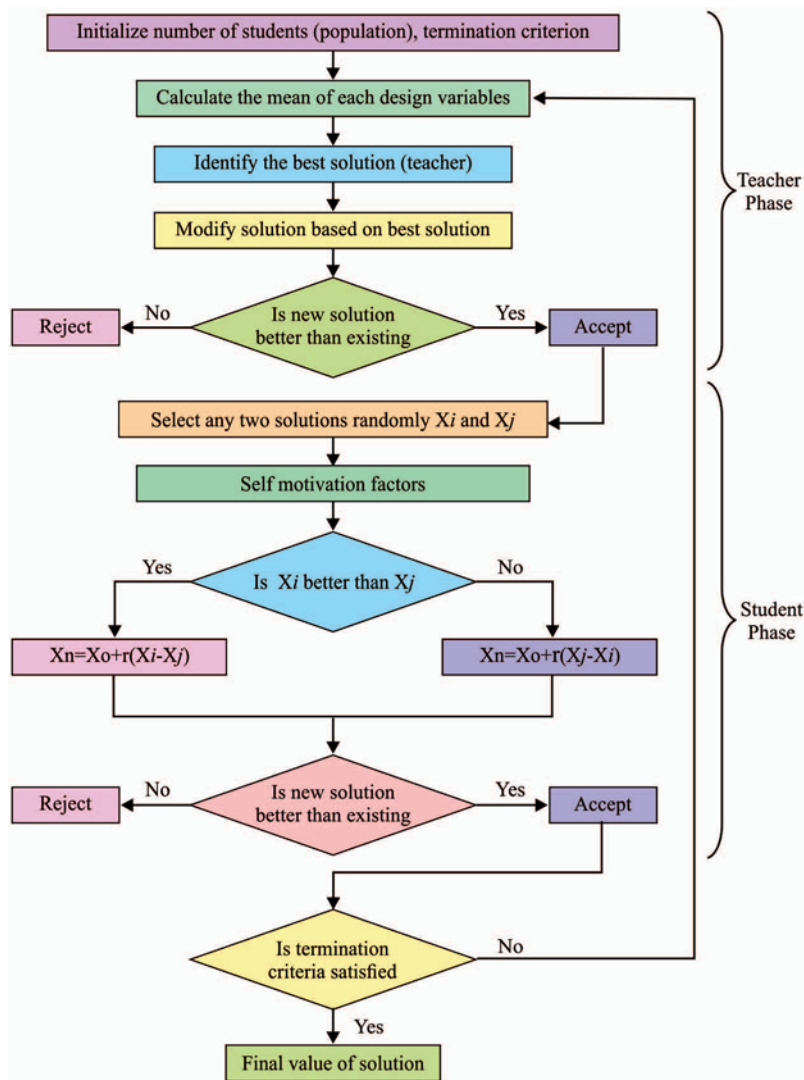 Initialize number of students (population), termination criterion
Calculate the mean of each design variables
Identify the best solution (teacher)
Modify solution based on best solution
Teacher
Phase
No
Is new solution
better than existing
Yes
Reject
Accept
Select any two solutions randomly Xi and Xj
Self motivation factors
Yes
Is Xi better than Xj
No
Student
Phase
Xn=Xo+r(Xi-Xj)
Xn=Xo+r(Xj-Xi)
No
Is new solution
better than existing
Yes
Reject
Accept
Is termination
criteria satisfied
No
Yes
Final value of solution